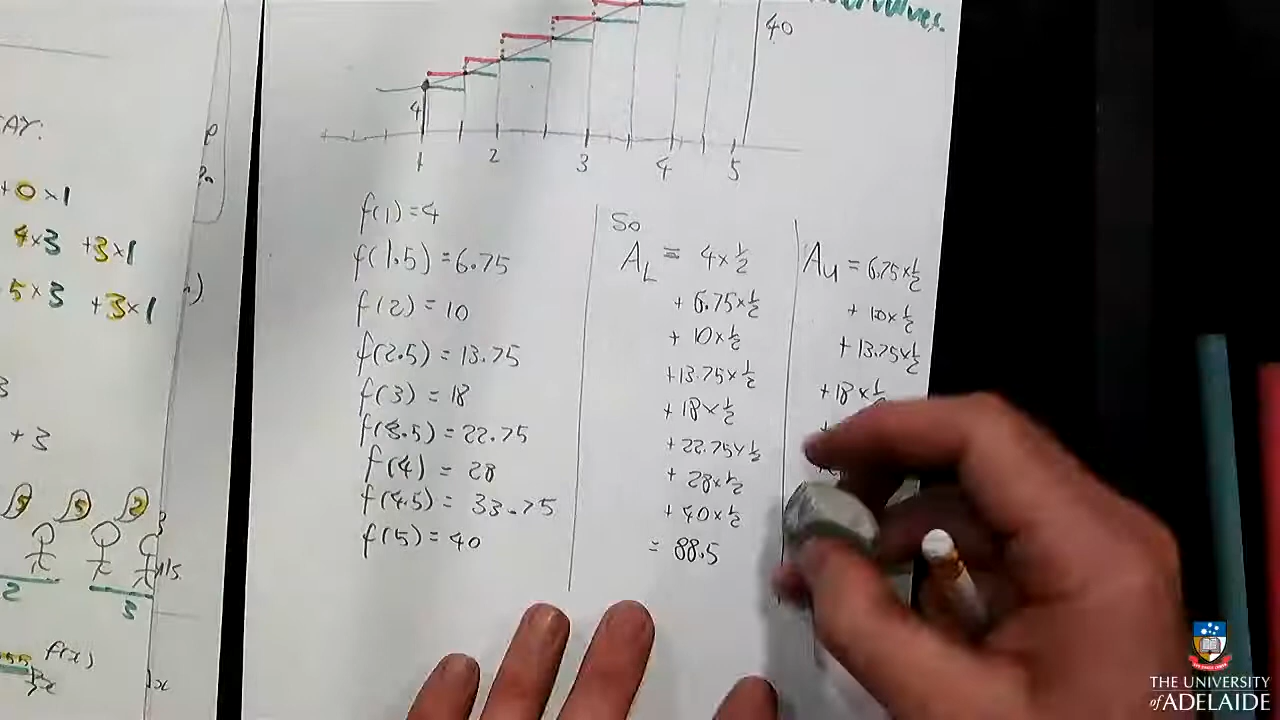 40
4
1 2 3 4 5
AY:
+0×1
4×3 +3×1
5×3 +3×1
+3
2 3
f(x)
f(1)=4
f(1.5)=6.75
f(2)=10
f(2.5)=13.75
f(3)=18
f(3.5)=22.75
f(4)=28
f(4.5)=33.75
f(5)=40
So
A_L = 4×½
+6.75×½
+10×½
+13.75×½
+18×½
+22.75×½
+28×½
+40×½
=88.5
A_u=6.75×½
+10×½
+13.75×½
+18×½
THE UNIVERSITY
of ADELAIDE